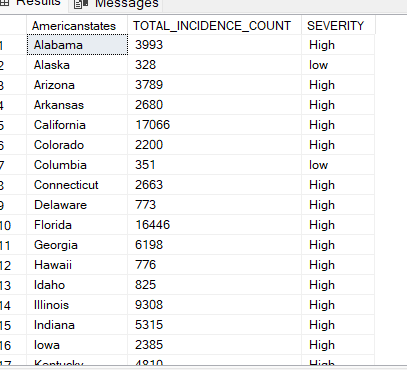 Results Messages
Americanstates TOTAL_INCIDENCE_COUNT SEVERITY
1 Alabama 3993 High
2 Alaska 328 low
3 Arizona 3789 High
4 Arkansas 2680 High
5 California 17066 High
6 Colorado 2200 High
7 Columbia 351 low
8 Connecticut 2663 High
9 Delaware 773 High
10 Florida 16446 High
11 Georgia 6198 High
12 Hawaii 776 High
13 Idaho 825 High
14 Illinois 9308 High
15 Indiana 5315 High
16 Iowa 2385 High
17 Kentucky 4810 High